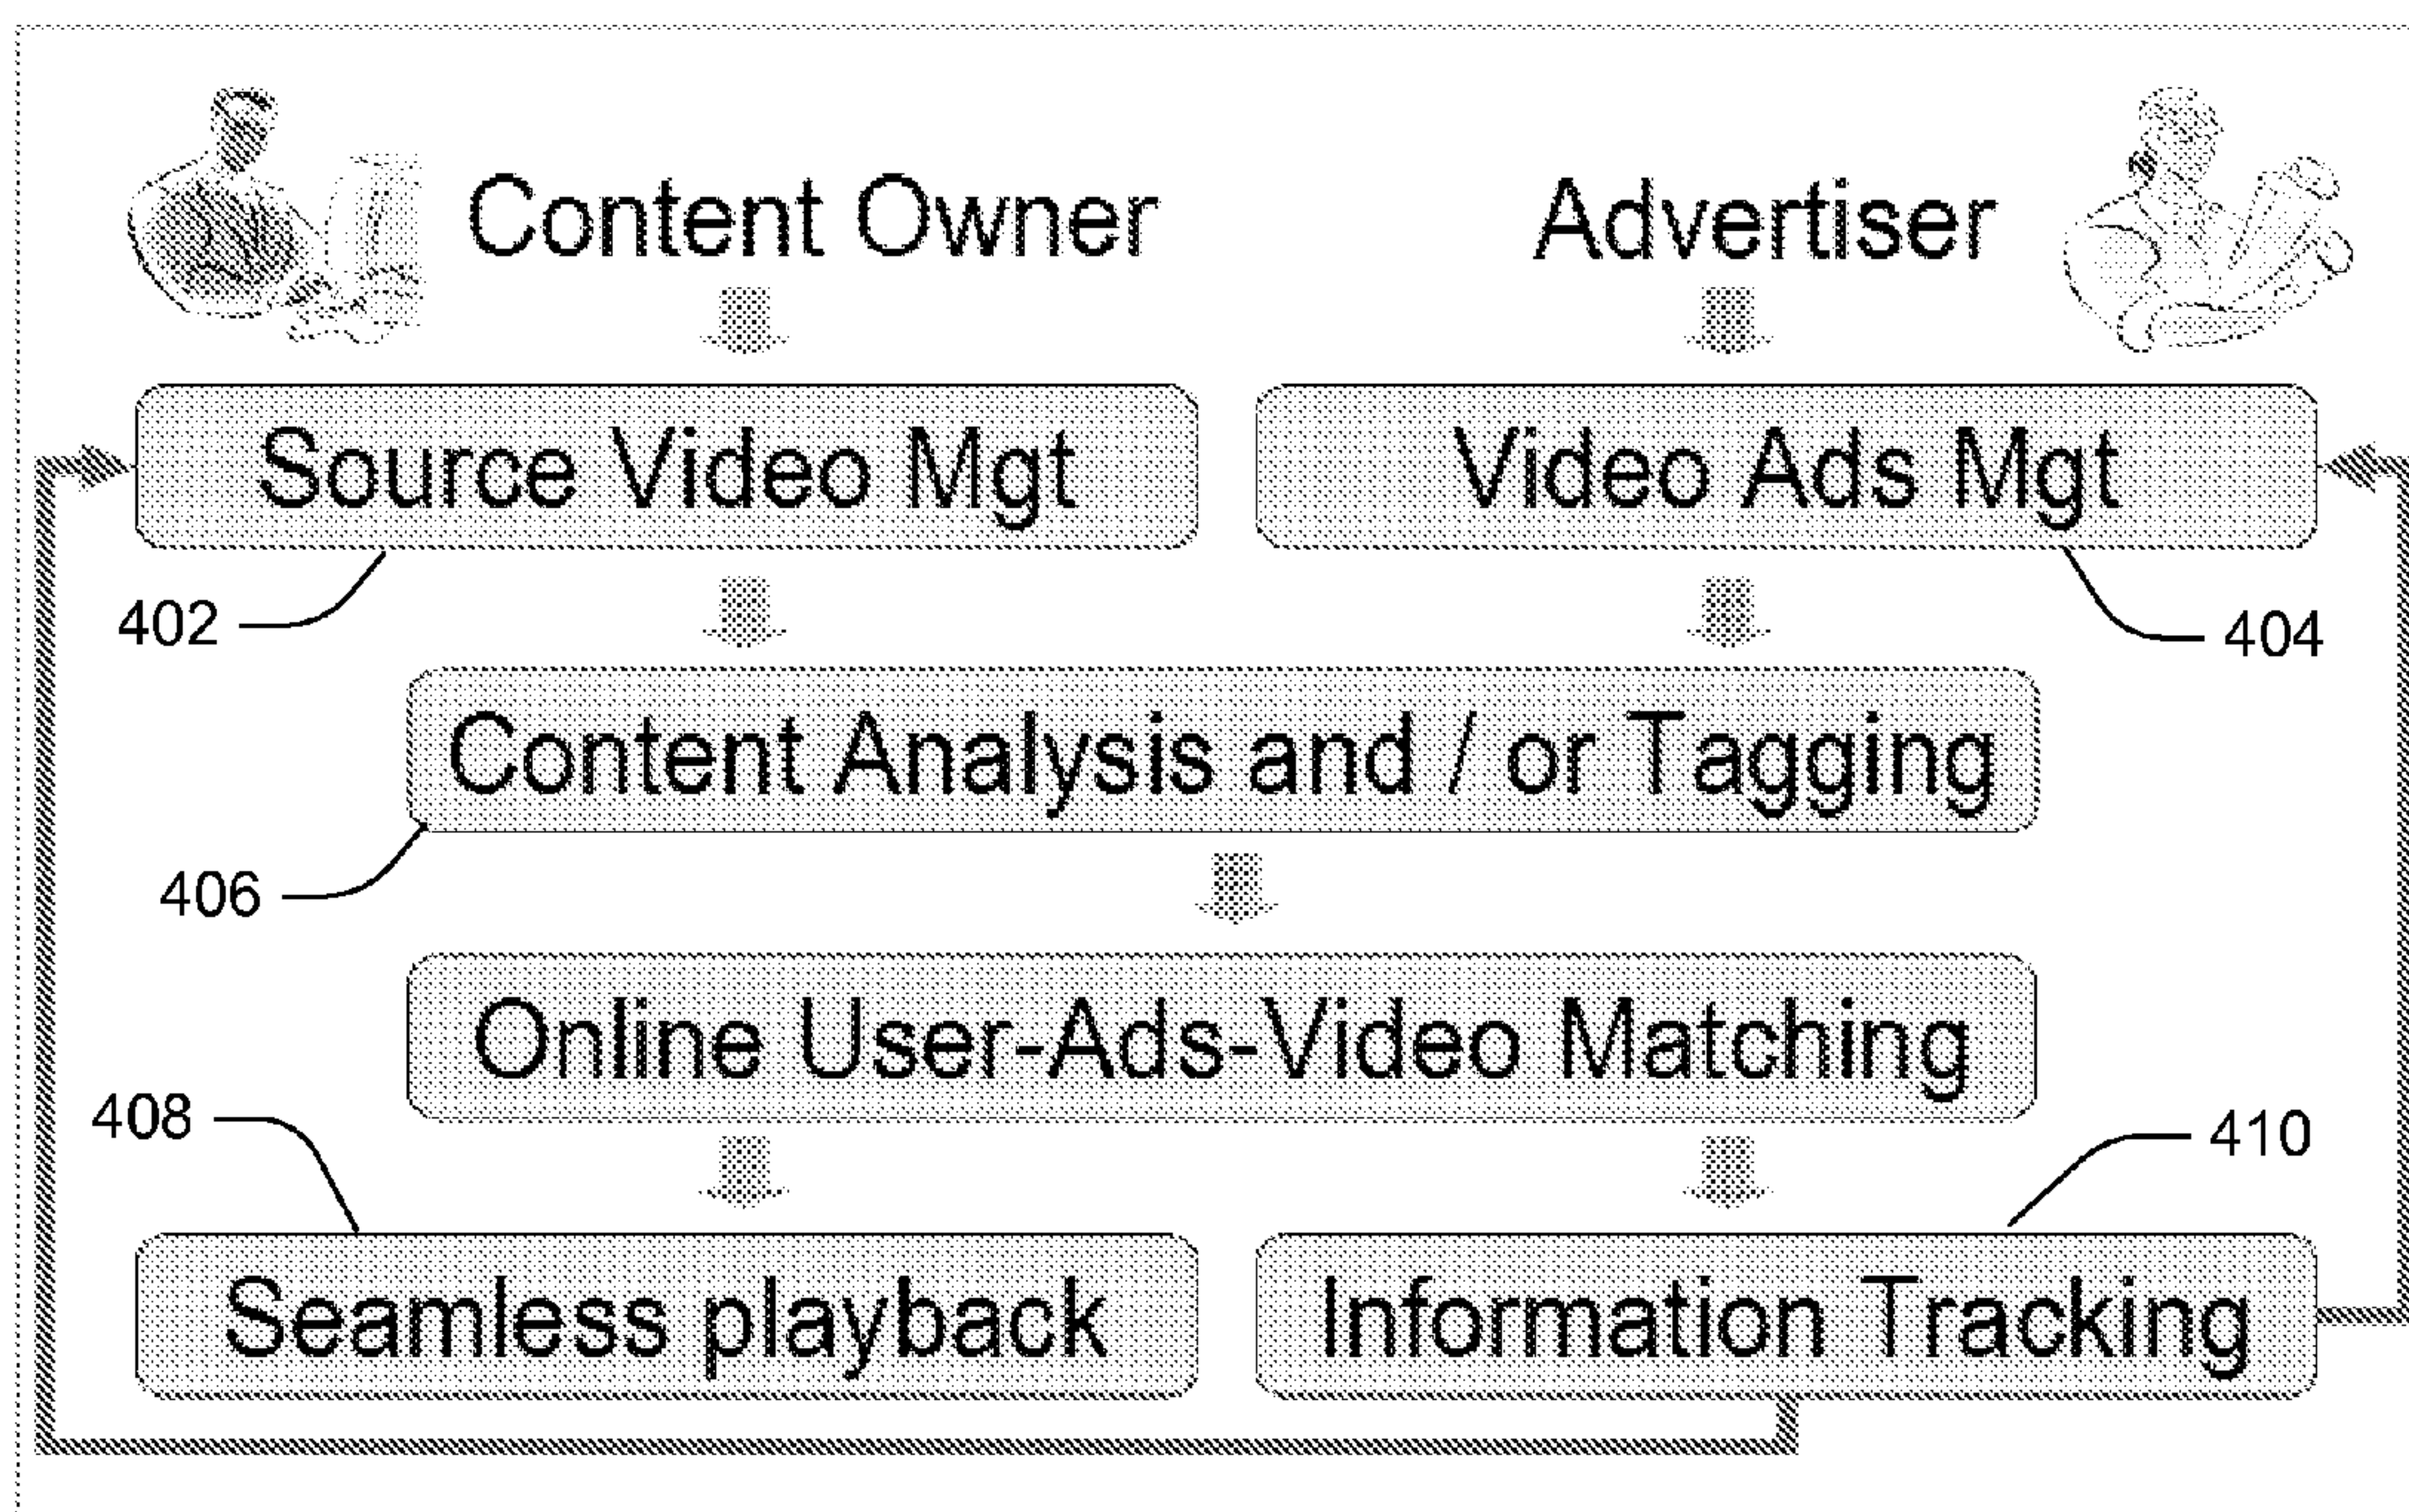 Content Owner
Advertiser
Source Video Mgt
Video Ads Mgt
402
404
Content Analysis and / or Tagging
406
Online User-Ads-Video Matching
408
410
Seamless playback
Information Tracking